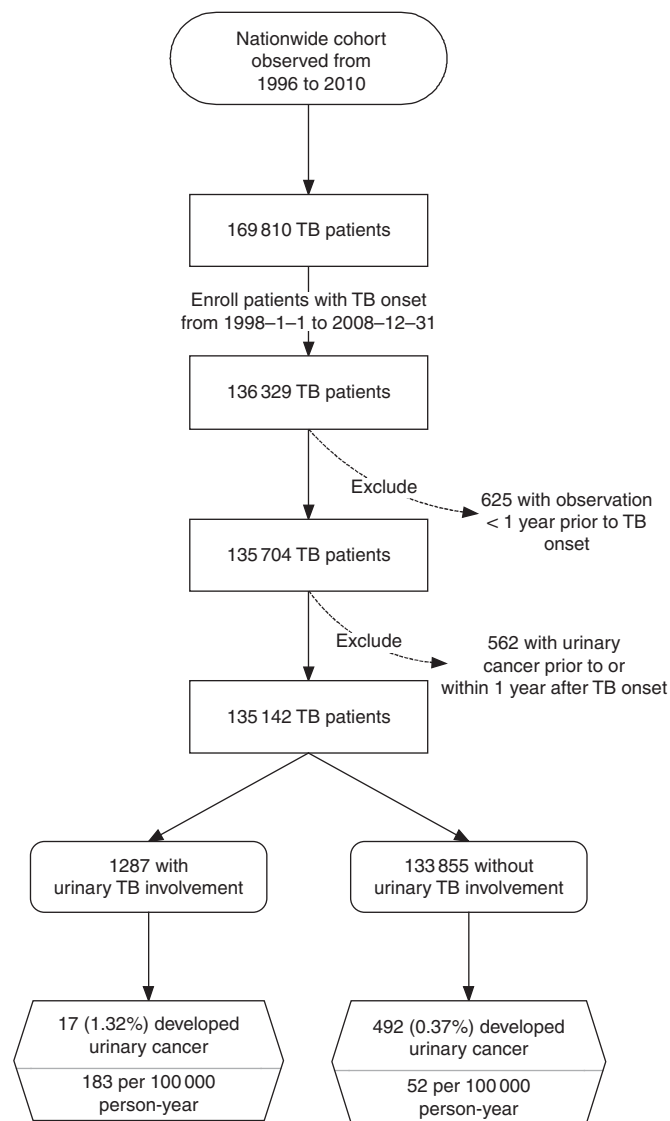 Nationwide cohort
observed from
1996 to 2010
169 810 TB patients
Enroll patients with TB onset
from 1998–1–1 to 2008–12–31
136 329 TB patients
Exclude
625 with observation
< 1 year prior to TB
onset
135 704 TB patients
Exclude
562 with urinary
cancer prior to or
within 1 year after TB onset
135 142 TB patients
1287 with
urinary TB involvement
133 855 without
urinary TB involvement
17 (1.32%) developed
urinary cancer
183 per 100 000
person-year
492 (0.37%) developed
urinary cancer
52 per 100 000
person-year